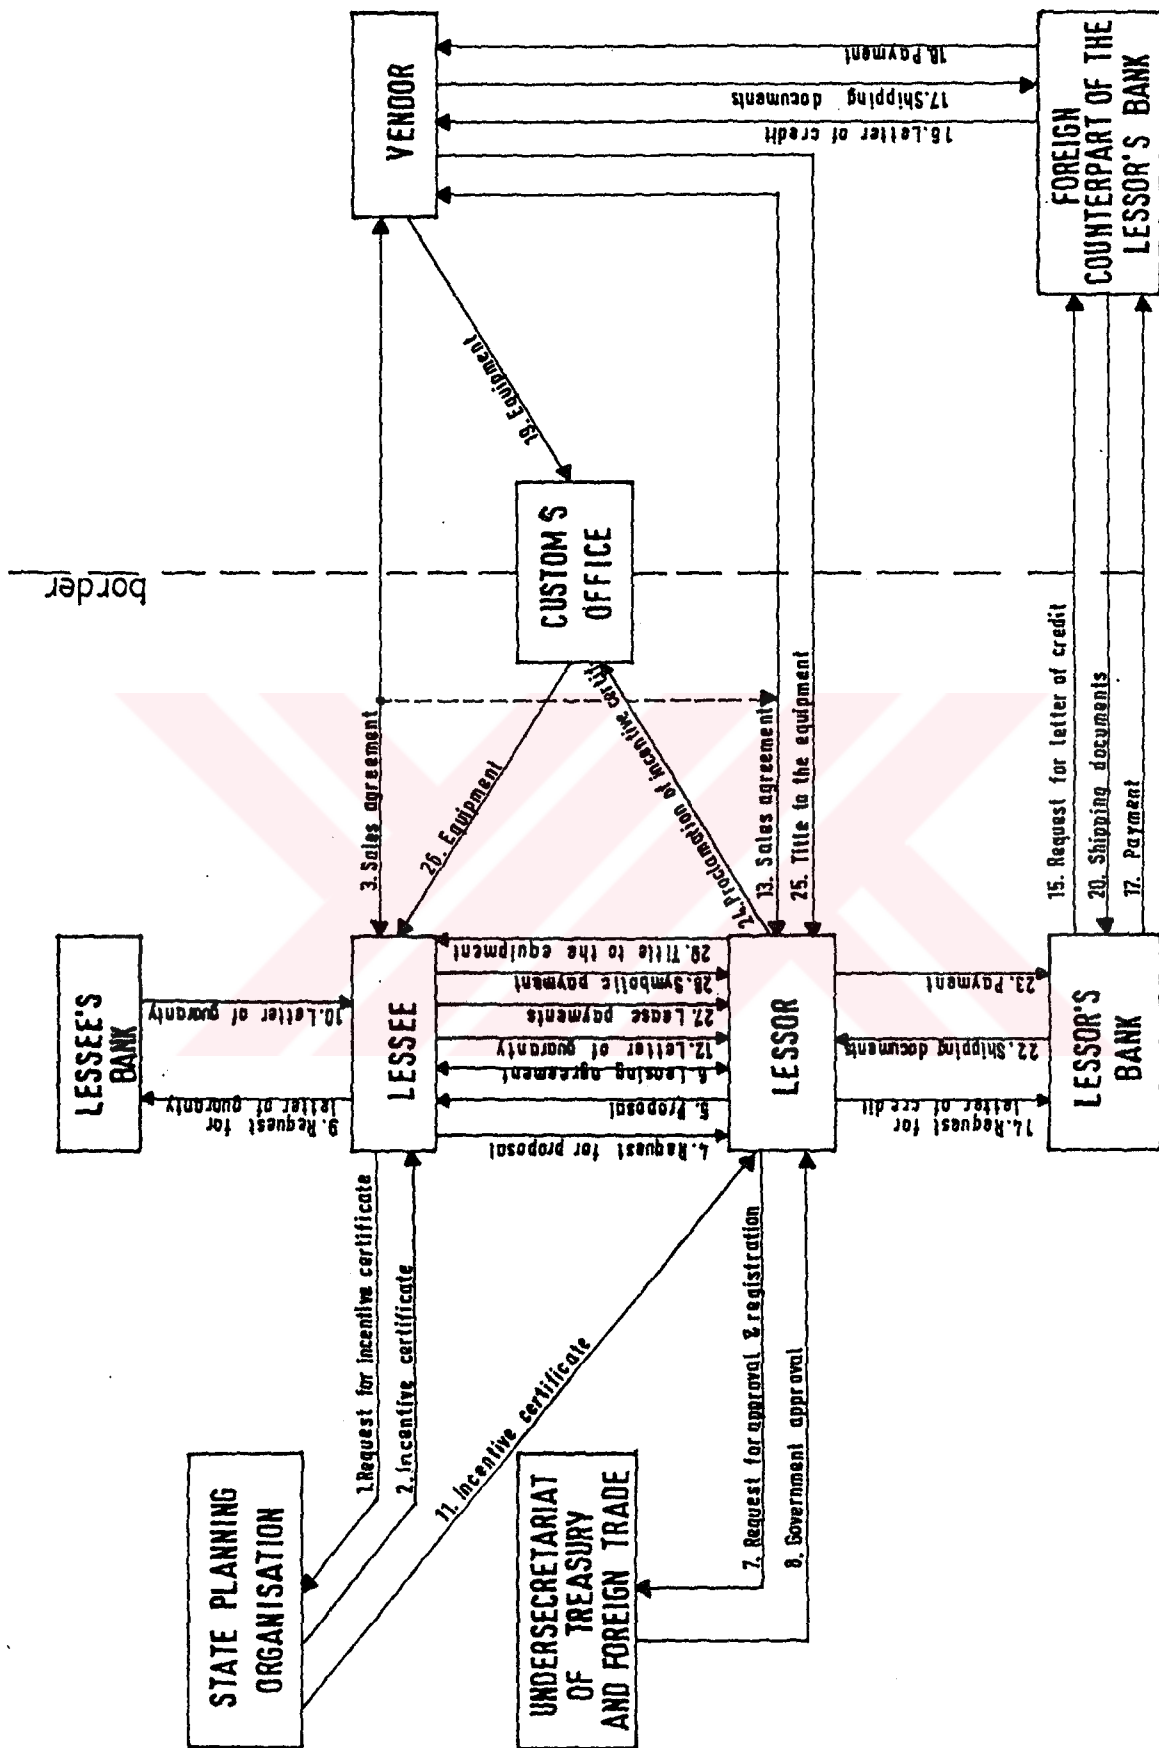 STATE PLANNING
ORGANISATION
UNDERSECRETARIAT
OF TREASURY
AND FOREIGN TRADE
1.Request for incentive certificate
2.Incentive certificate
11. Incentive certificate
7. Request for approval & registration
8. Government approval
LESSEE'S
BANK
9. Request for
letter of guaranty
10.Letter of guaranty
LESSEE
4.Request for proposal
5. Proposal
6. Leasing agreement
12.Letter of guaranty
27. Lease payments
28.Symbolic payment
29. Title to the equipment
LESSOR
14.Request for
letter of credit
22.Shipping documents
23.Payment
LESSOR'S
BANK
3. Sales agreement
26. Equipment
24.Proclamation of incentive certif
13. Sales agreement
25. Title to the equipment
15. Request for letter of credit
20. Shipping documents
17. Payment
border
CUSTOMS
OFFICE
19. Equipment
VENDOR
16.Letter of credit
17.Shipping documents
18.Payment
FOREIGN
COUNTERPART OF THE
LESSOR'S BANK